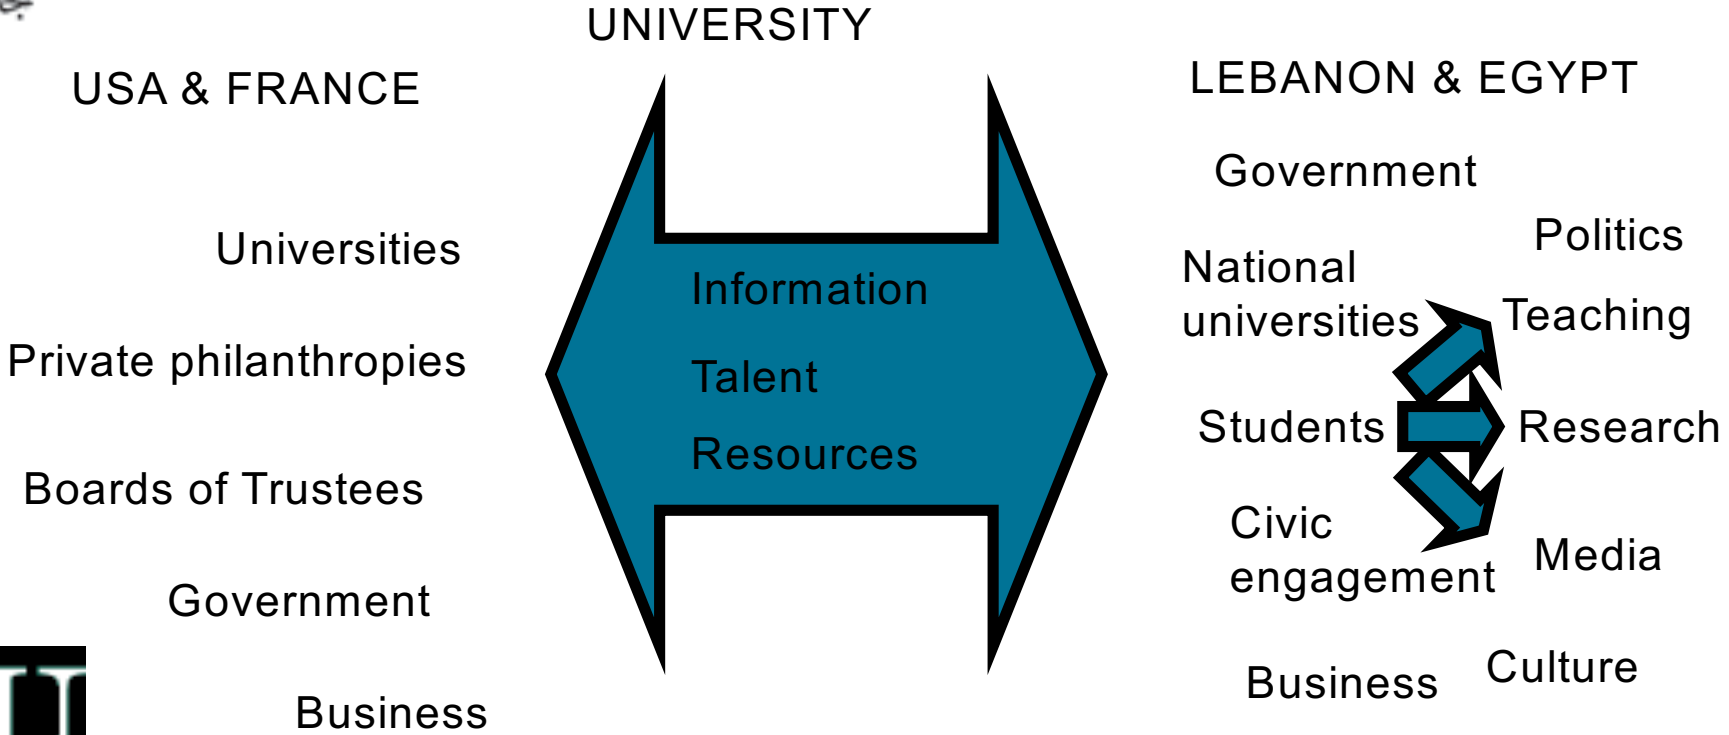 UNIVERSITY
USA & FRANCE
LEBANON & EGYPT
Universities
Private philanthropies
Boards of Trustees
Government
Business
Information
Talent
Resources
Government
Politics
National
universities
Teaching
Students
Research
Civic
engagement
Media
Business
Culture